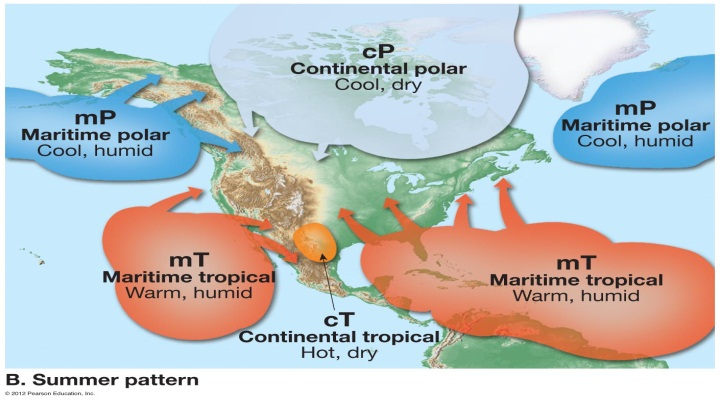 cP
Continental polar
Cool, dry
mP
Maritime polar
Cool, humid
mP
Maritime polar
Cool, humid
mT
Maritime tropical
Warm, humid
mT
Maritime tropical
Warm, humid
cT
Continental tropical
Hot, dry
B. Summer pattern
© 2012 Pearson Education, Inc.